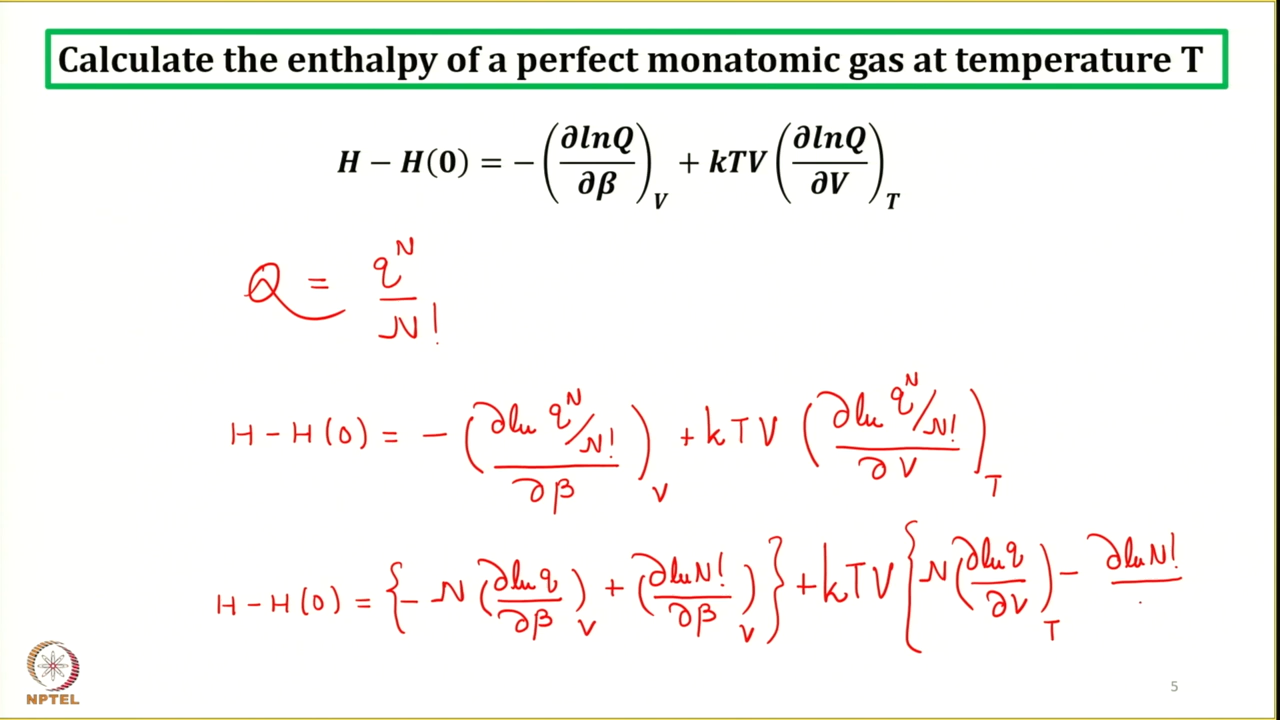 Calculate the enthalpy of a perfect monatomic gas at temperature T
H − H(0) = −(∂lnQ/∂β)_V + kTV(∂lnQ/∂V)_T
Q = q^N/N!
H − H(0) = −(∂ln q^N/N! / ∂β)_V + kTV(∂ln q^N/N! / ∂V)_T
H − H(0) = {−N(∂ln q/∂β)_V + (∂ln N!/∂β)_V} + kTV{N(∂ln q/∂V)_T − ∂ln N!/
NPTEL
5